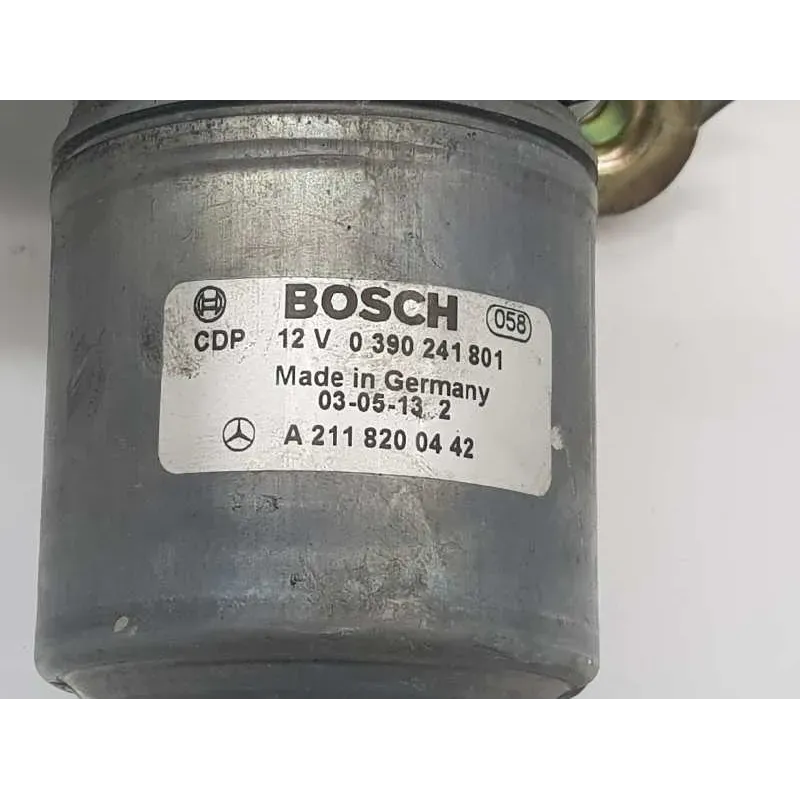 BOSCH 058
CDP 12 V 0 390 241 801
Made in Germany
03-05-13 2
A 211 820 04 42